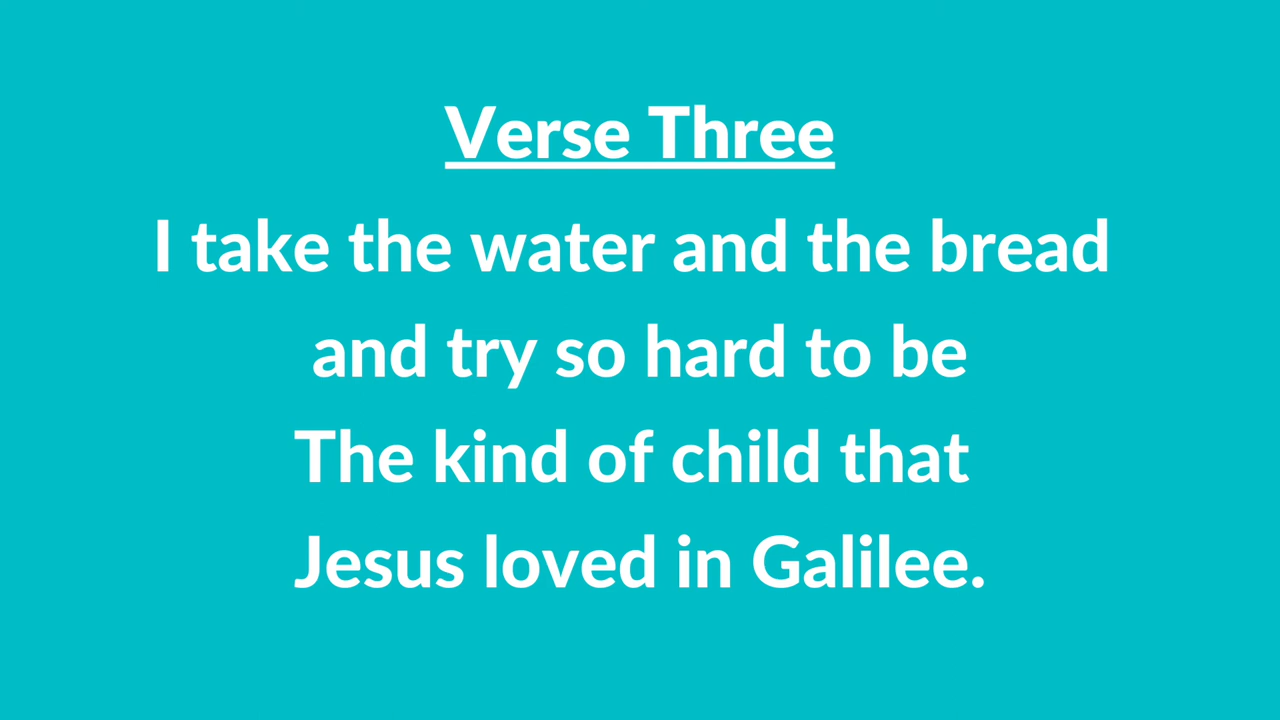 Verse Three
I take the water and the bread
and try so hard to be
The kind of child that
Jesus loved in Galilee.